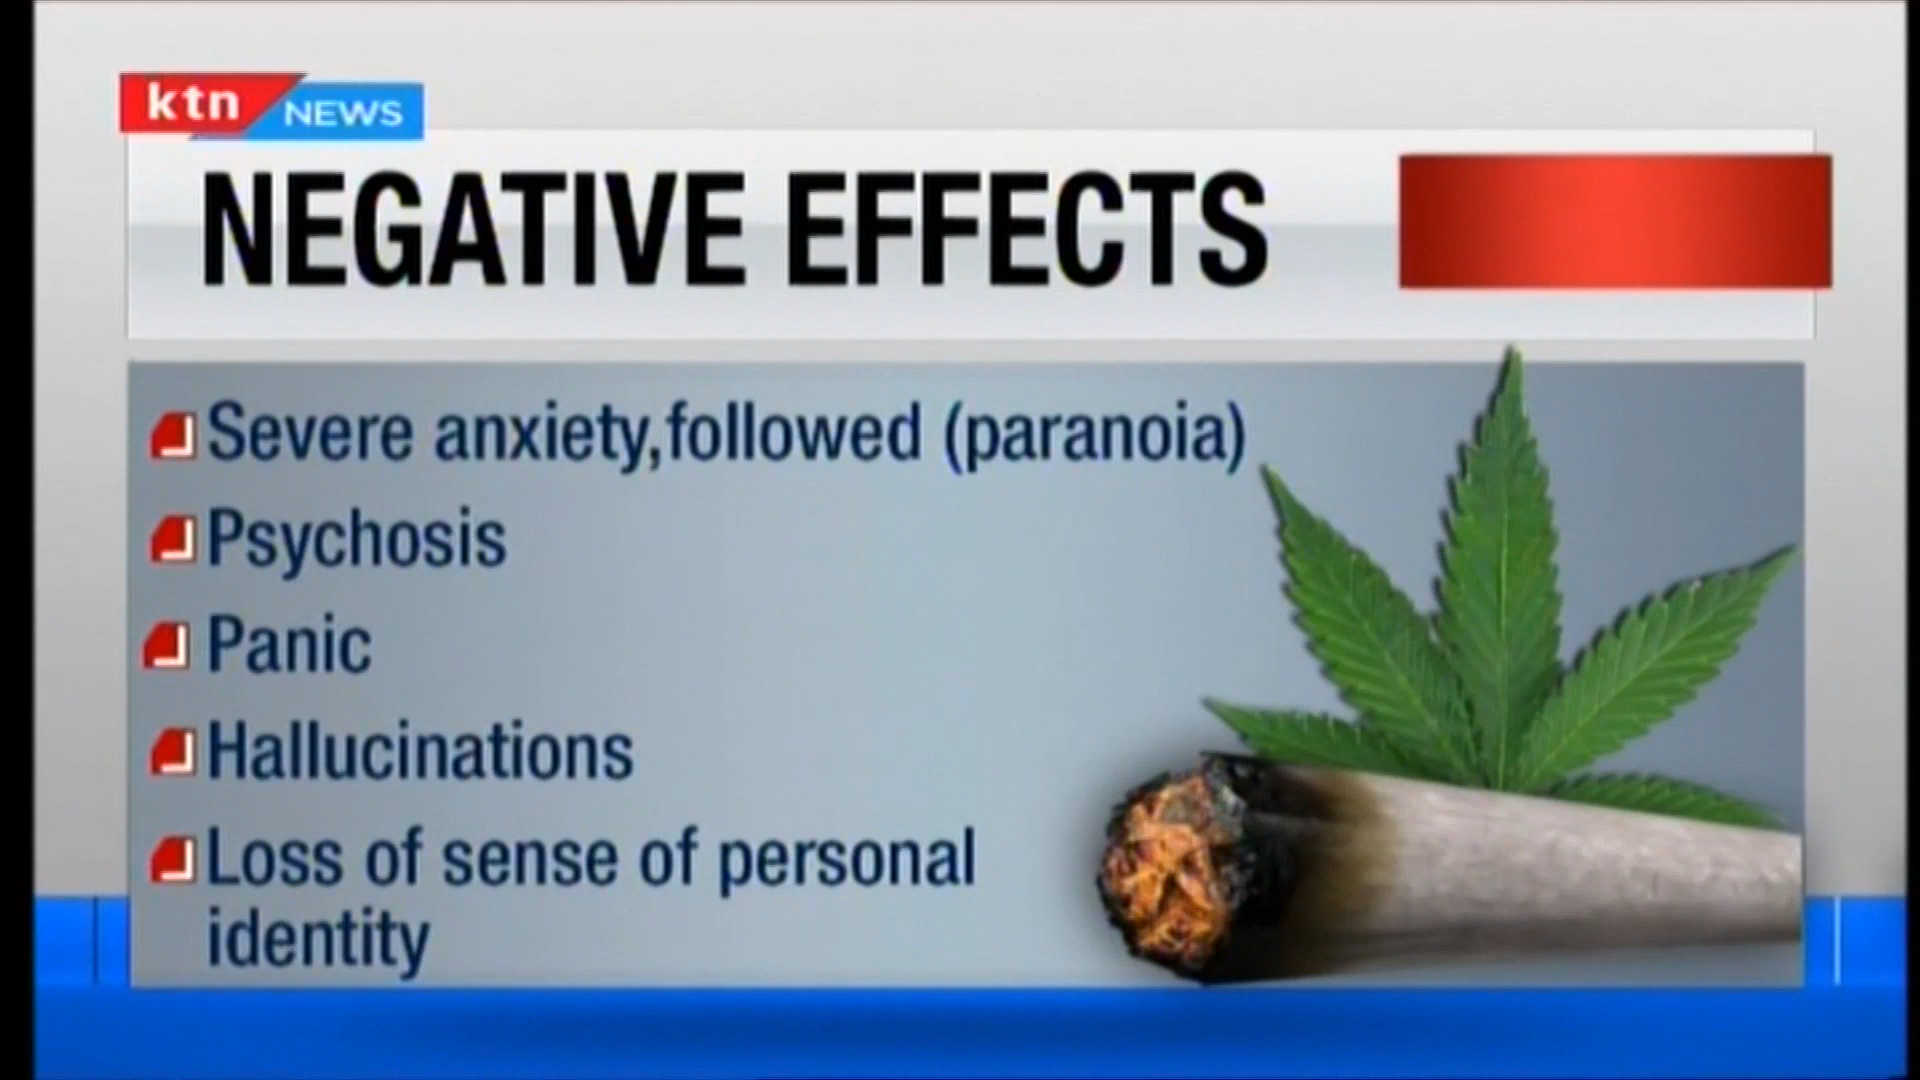 ktn NEWS
NEGATIVE EFFECTS
Severe anxiety,followed (paranoia)
Psychosis
Panic
Hallucinations
Loss of sense of personal
identity